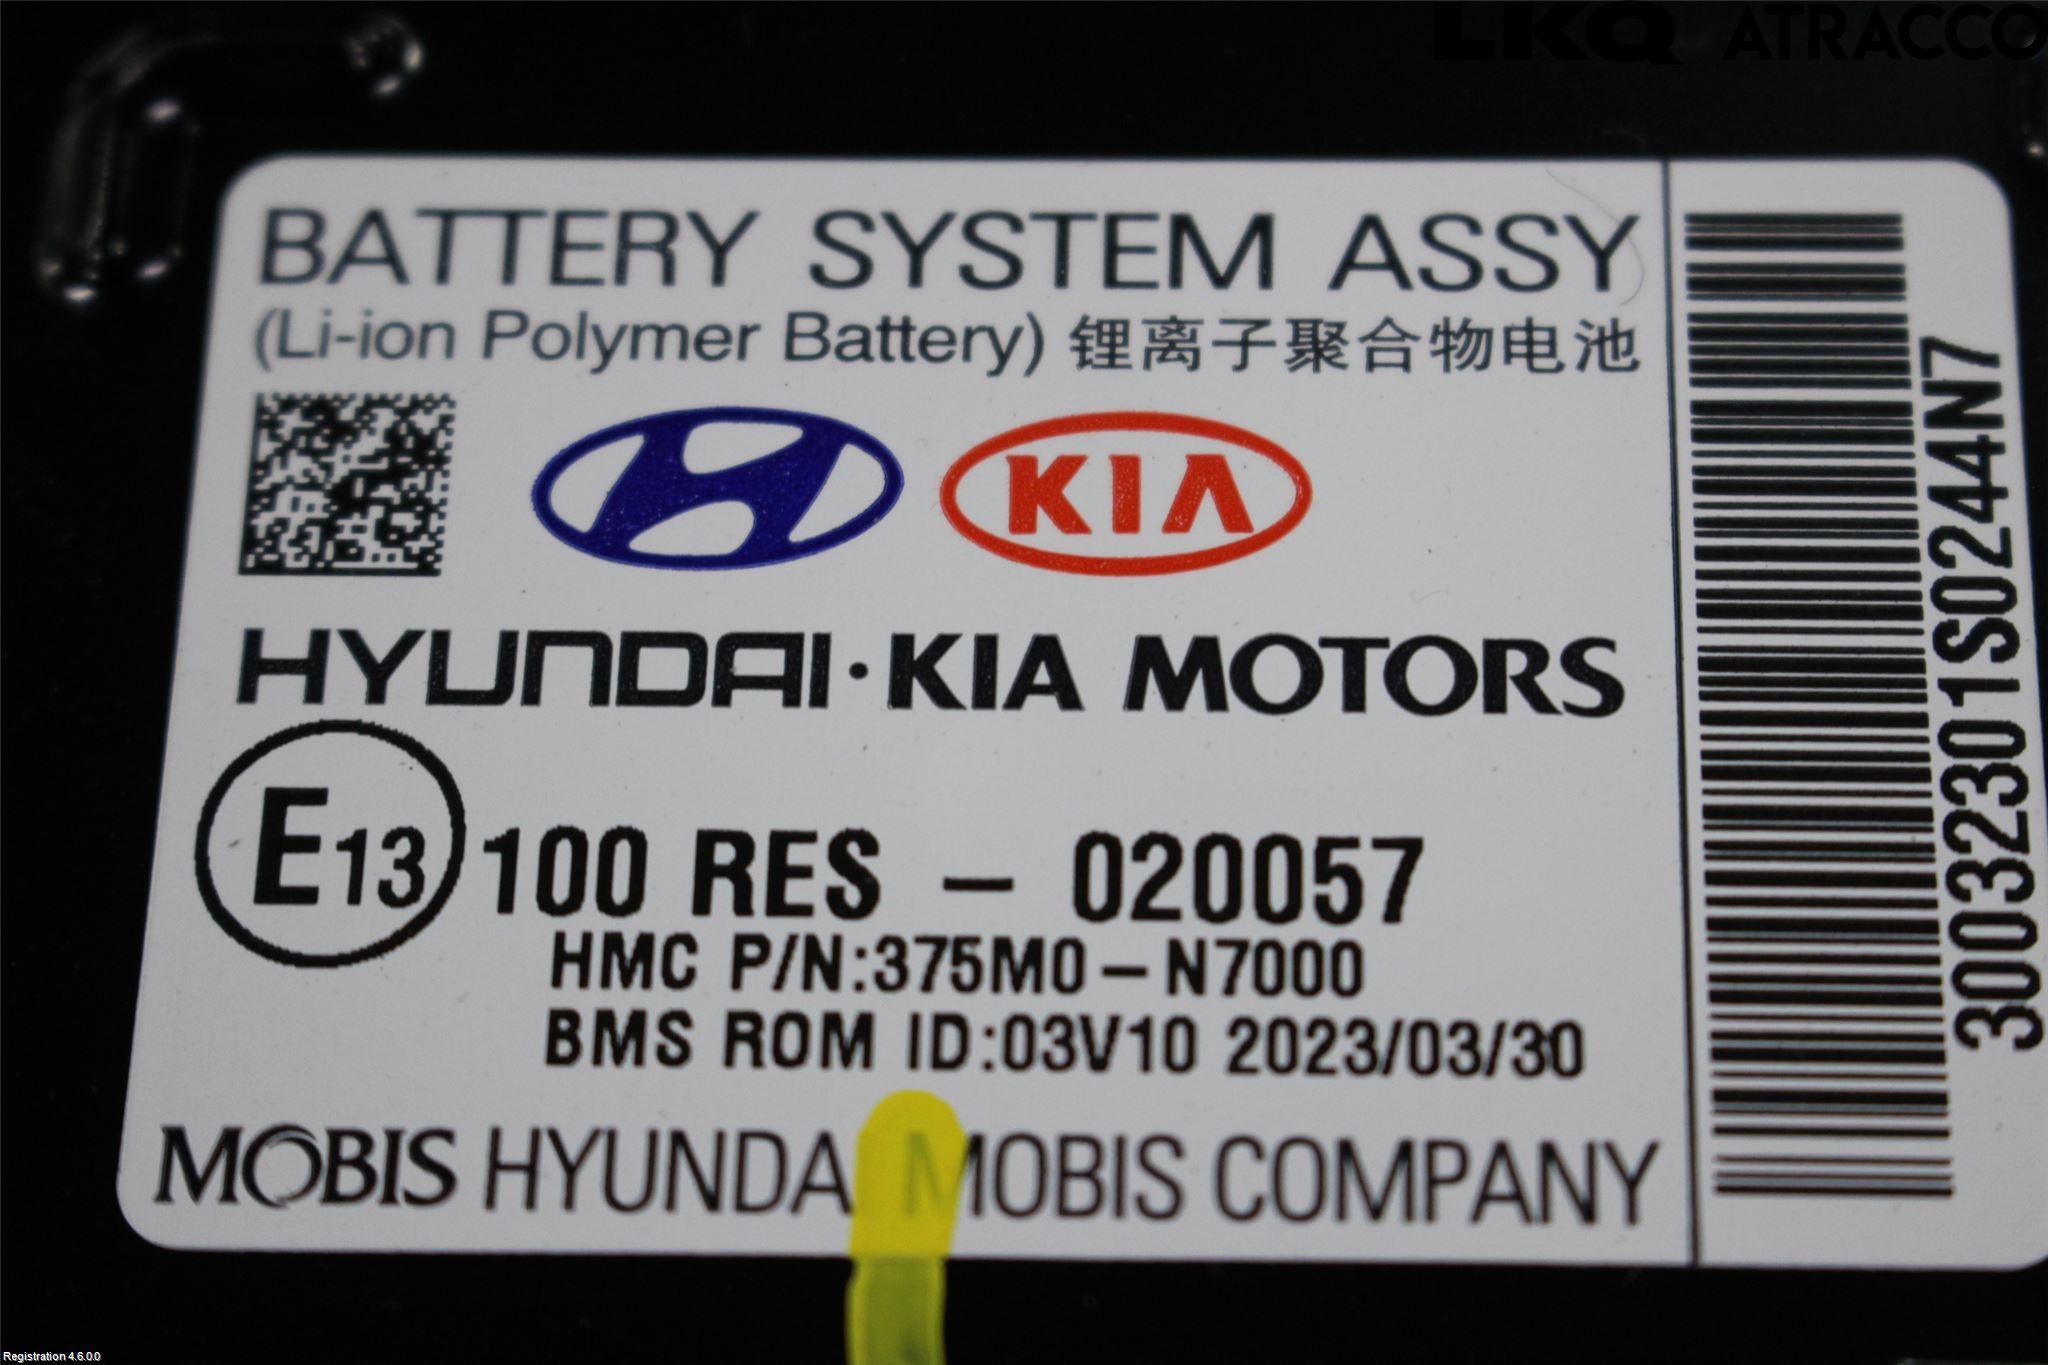 LKQ ATRACCO
BATTERY SYSTEM ASSY
(Li-ion Polymer Battery) 锂离子聚合物电池
KIA
HYUNDAI · KIA MOTORS
E13 100 RES - 020057
HMC P/N:375M0-N7000
BMS ROM ID:03V10 2023/03/30
MOBIS HYUNDAI MOBIS COMPANY
30032301S0244N7
Registration 4.6.0.0